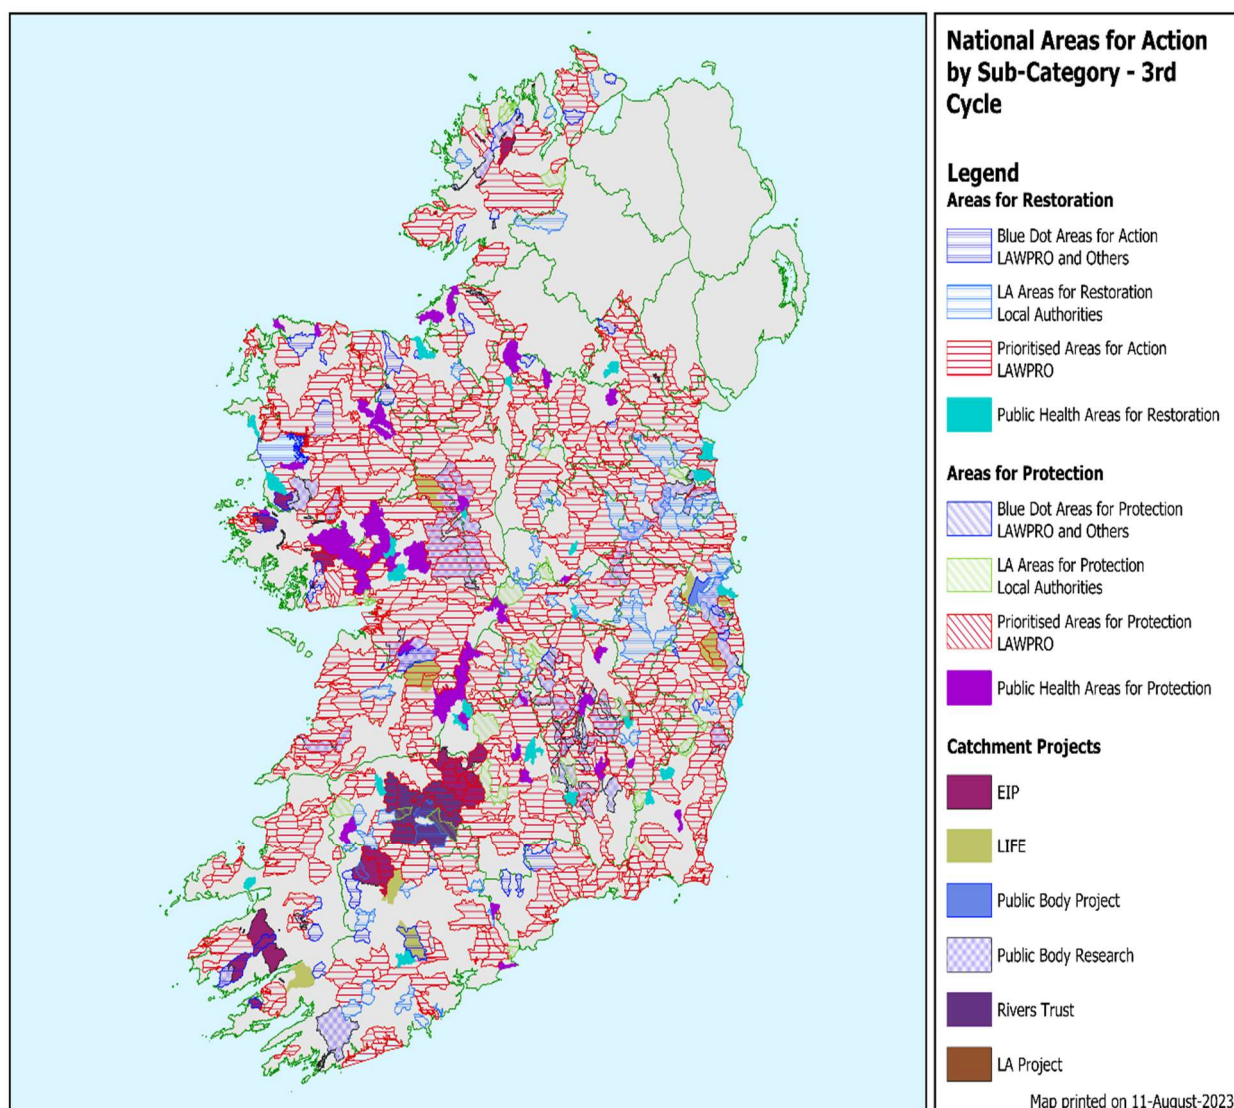 National Areas for Action
by Sub-Category - 3rd
Cycle
Legend
Areas for Restoration
Blue Dot Areas for Action
LAWPRO and Others
LA Areas for Restoration
Local Authorities
Prioritised Areas for Action
LAWPRO
Public Health Areas for Restoration
Areas for Protection
Blue Dot Areas for Protection
LAWPRO and Others
LA Areas for Protection
Local Authorities
Prioritised Areas for Protection
LAWPRO
Public Health Areas for Protection
Catchment Projects
EIP
LIFE
Public Body Project
Public Body Research
Rivers Trust
LA Project
Map printed on 11-August-2023